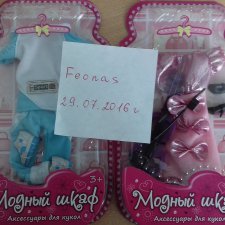 Feonas
29.07.2016 г
3+
Модный шкаф
Аксессуары для кукол
Модный шкаф
Аксессуары для кукол